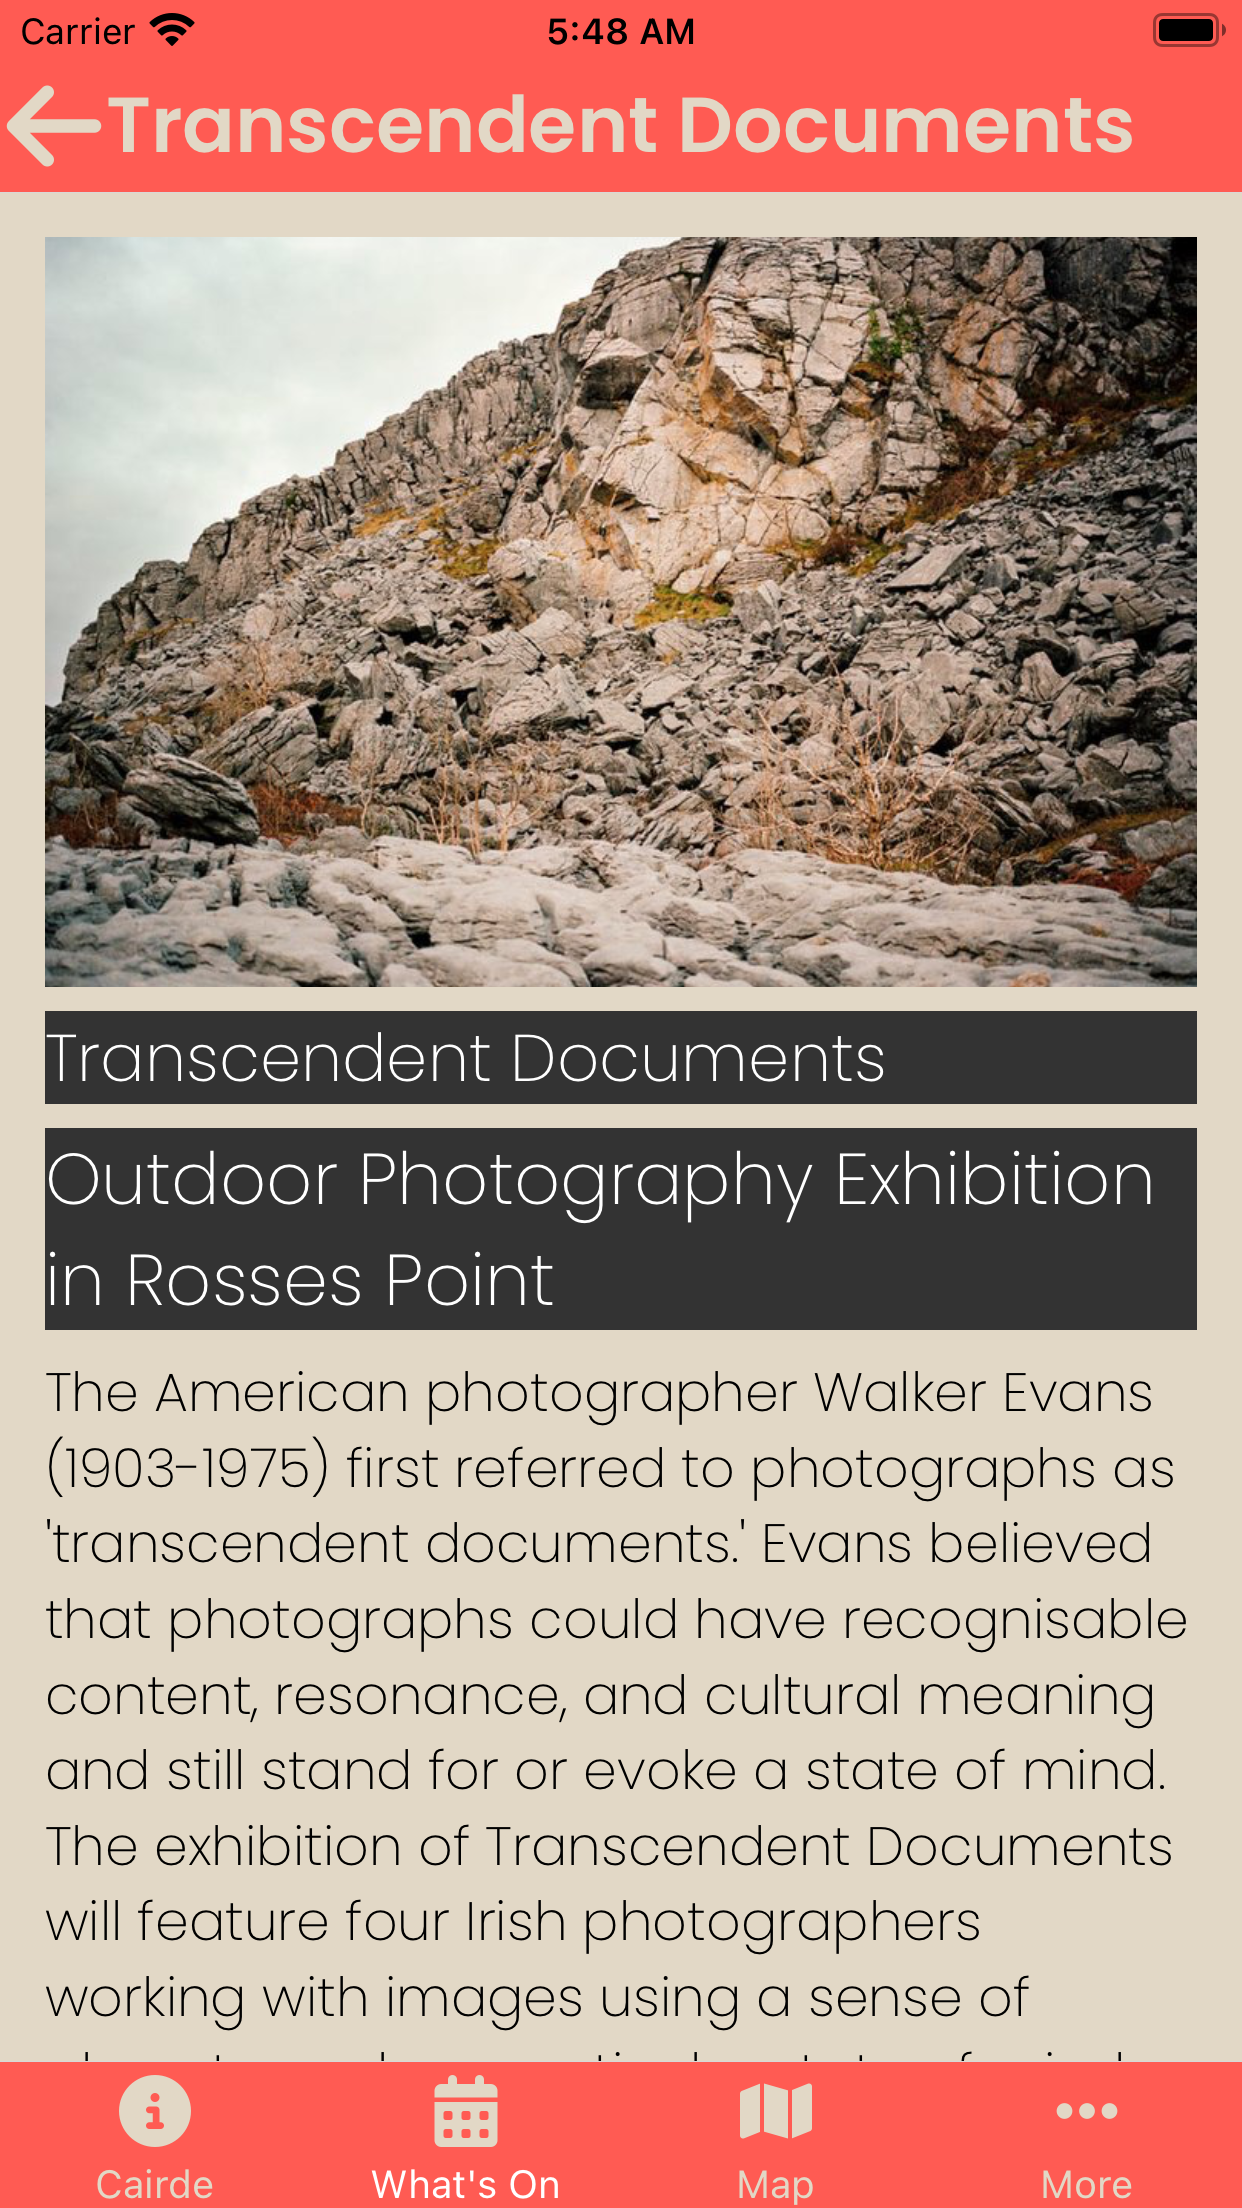 Carrier 5:48 AM
Transcendent Documents
Transcendent Documents
Outdoor Photography Exhibition
in Rosses Point
The American photographer Walker Evans
(1903-1975) first referred to photographs as
'transcendent documents.' Evans believed
that photographs could have recognisable
content, resonance, and cultural meaning
and still stand for or evoke a state of mind.
The exhibition of Transcendent Documents
will feature four Irish photographers
working with images using a sense of
Cairde What's On Map More